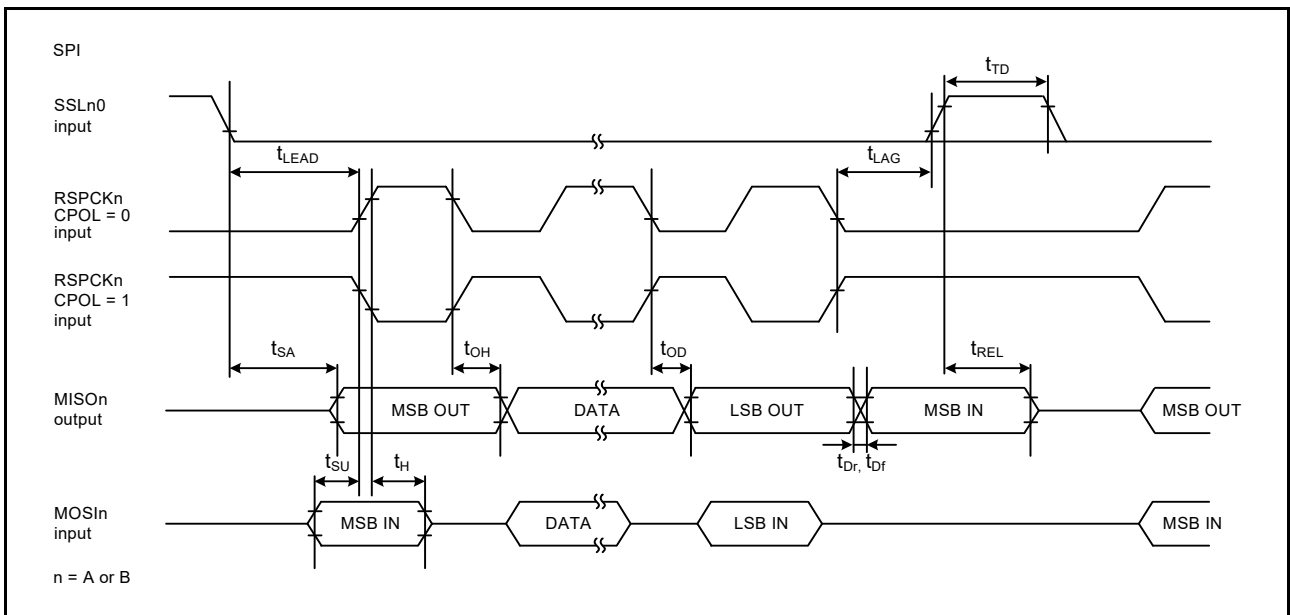 SPI
SSLn0
input
tTD
tLEAD
tLAG
RSPCKn
CPOL = 0
input
RSPCKn
CPOL = 1
input
tSA
tOH
tOD
tREL
MISOn
output
MSB OUT
DATA
LSB OUT
MSB IN
MSB OUT
tSU
tH
tDr, tDf
MOSIn
input
MSB IN
DATA
LSB IN
MSB IN
n = A or B